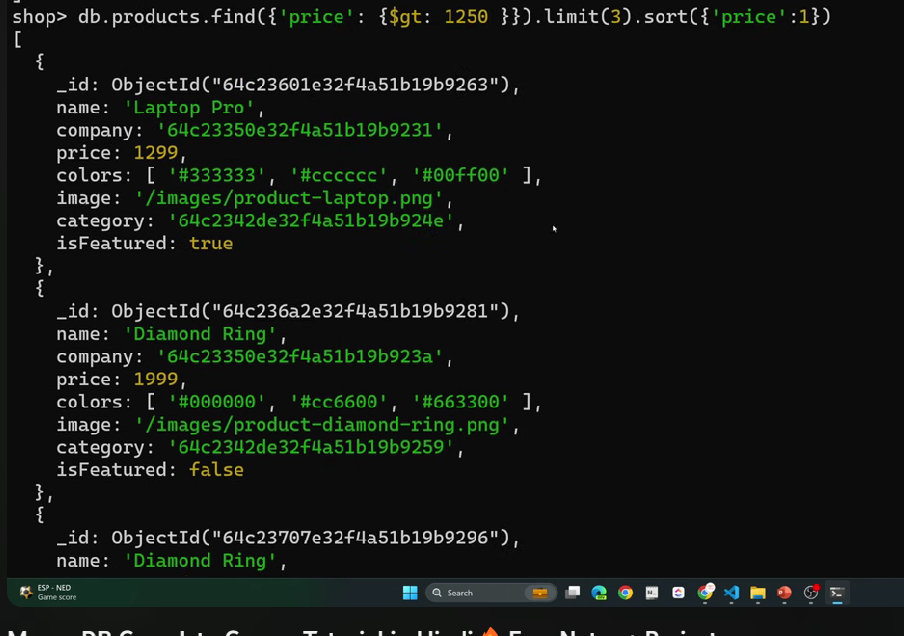 shop> db.products.find({'price': {$gt: 1250 }}).limit(3).sort({'price':1})
[
{
_id: ObjectId("64c23601e32f4a51b19b9263"),
name: 'Laptop Pro',
company: '64c23350e32f4a51b19b9231',
price: 1299,
colors: [ '#333333', '#cccccc', '#00ff00' ],
image: '/images/product-laptop.png',
category: '64c2342de32f4a51b19b924e',
isFeatured: true
},
{
_id: ObjectId("64c236a2e32f4a51b19b9281"),
name: 'Diamond Ring',
company: '64c23350e32f4a51b19b923a',
price: 1999,
colors: [ '#000000', '#cc6600', '#663300' ],
image: '/images/product-diamond-ring.png',
category: '64c2342de32f4a51b19b9259',
isFeatured: false
},
{
_id: ObjectId("64c23707e32f4a51b19b9296"),
name: 'Diamond Ring',
ESP - NED
Game score
Search